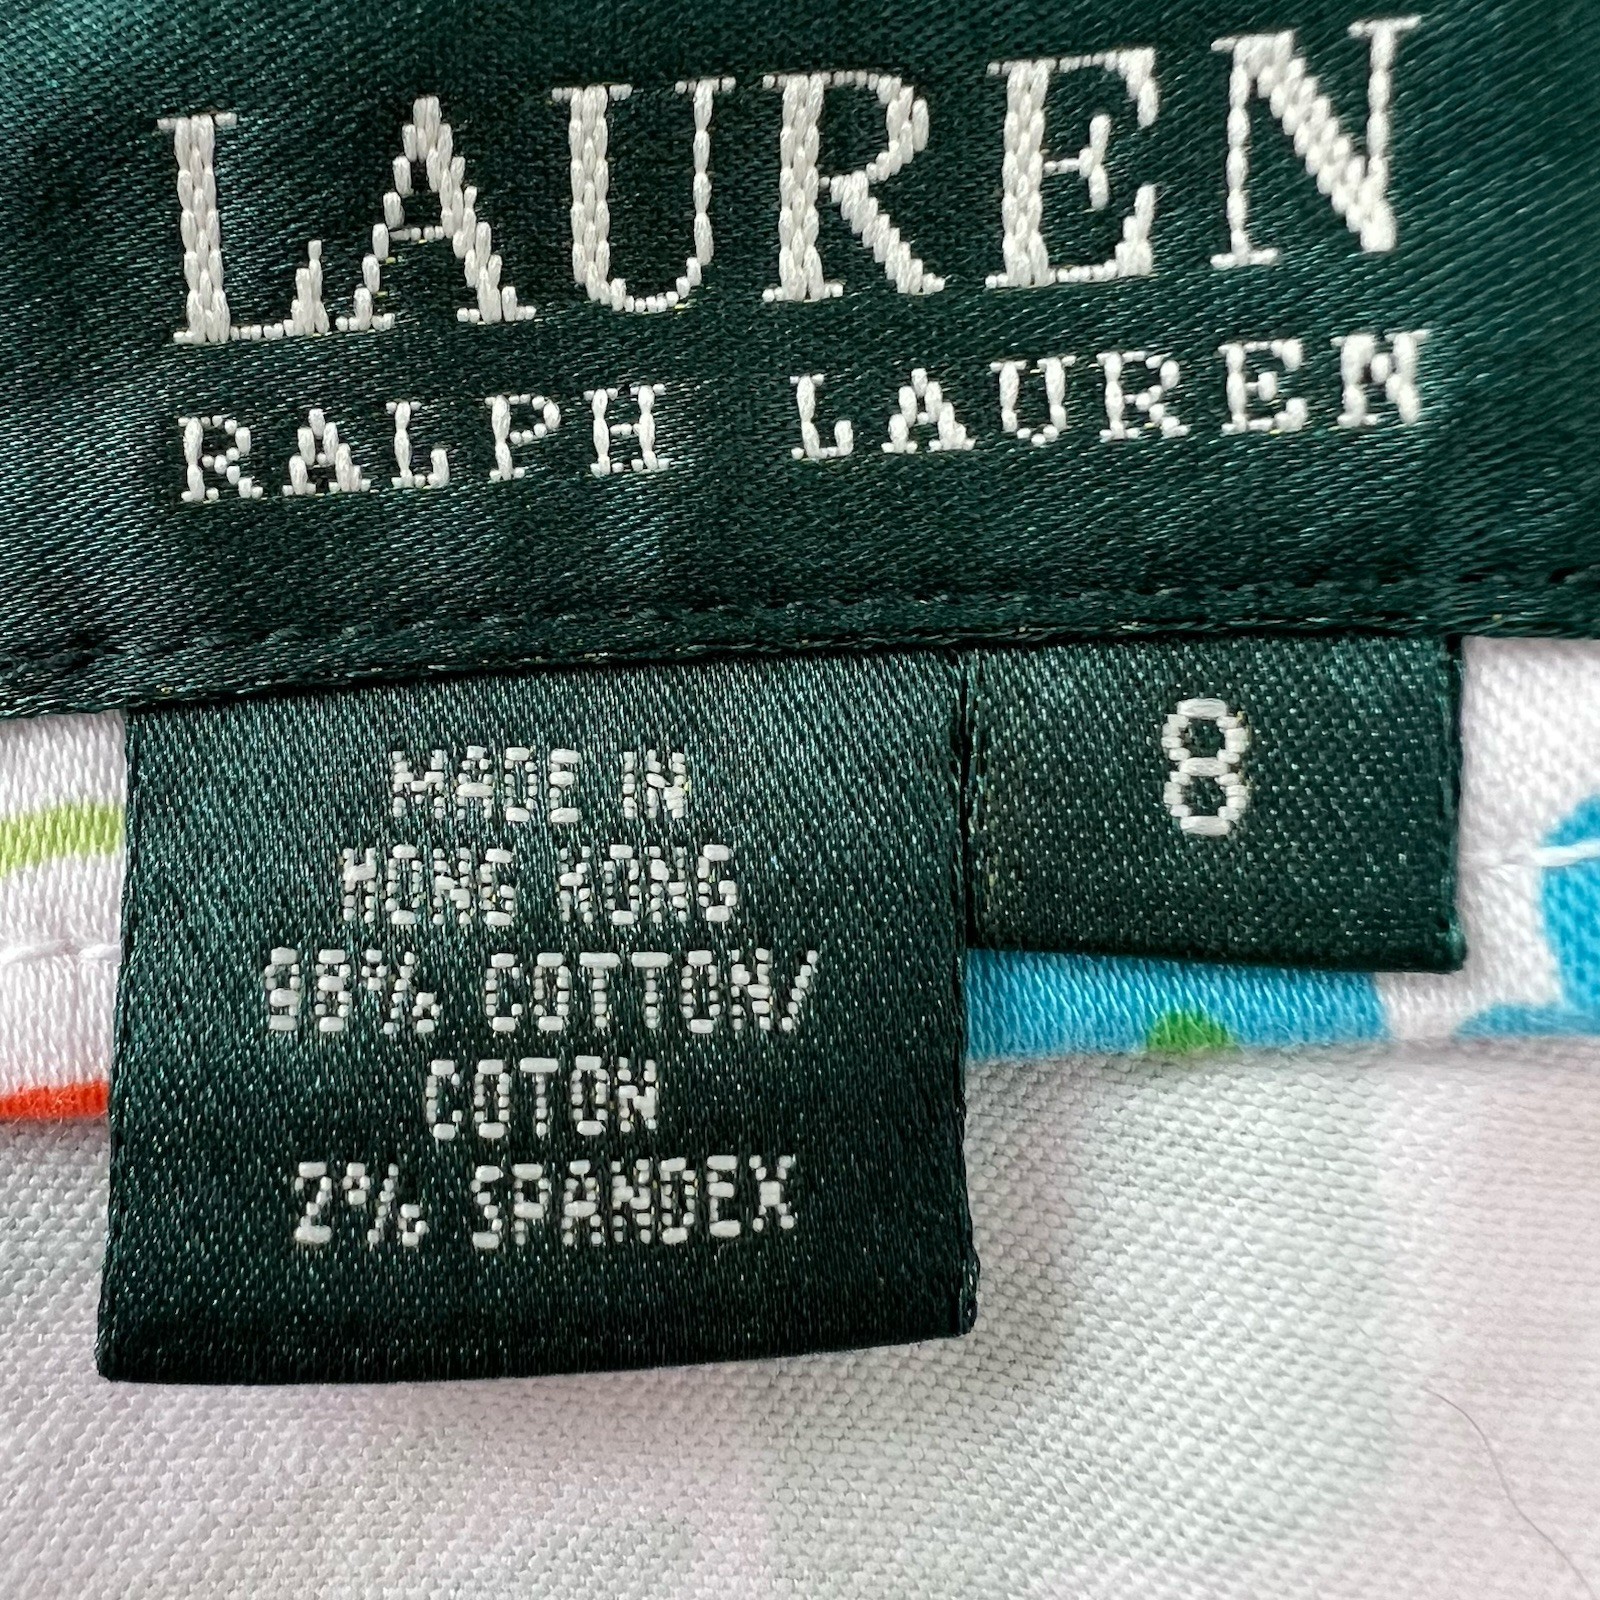 LAUREN
RALPH LAUREN
8
MADE IN
HONG KONG
98% COTTON/
COTON
2% SPANDEX